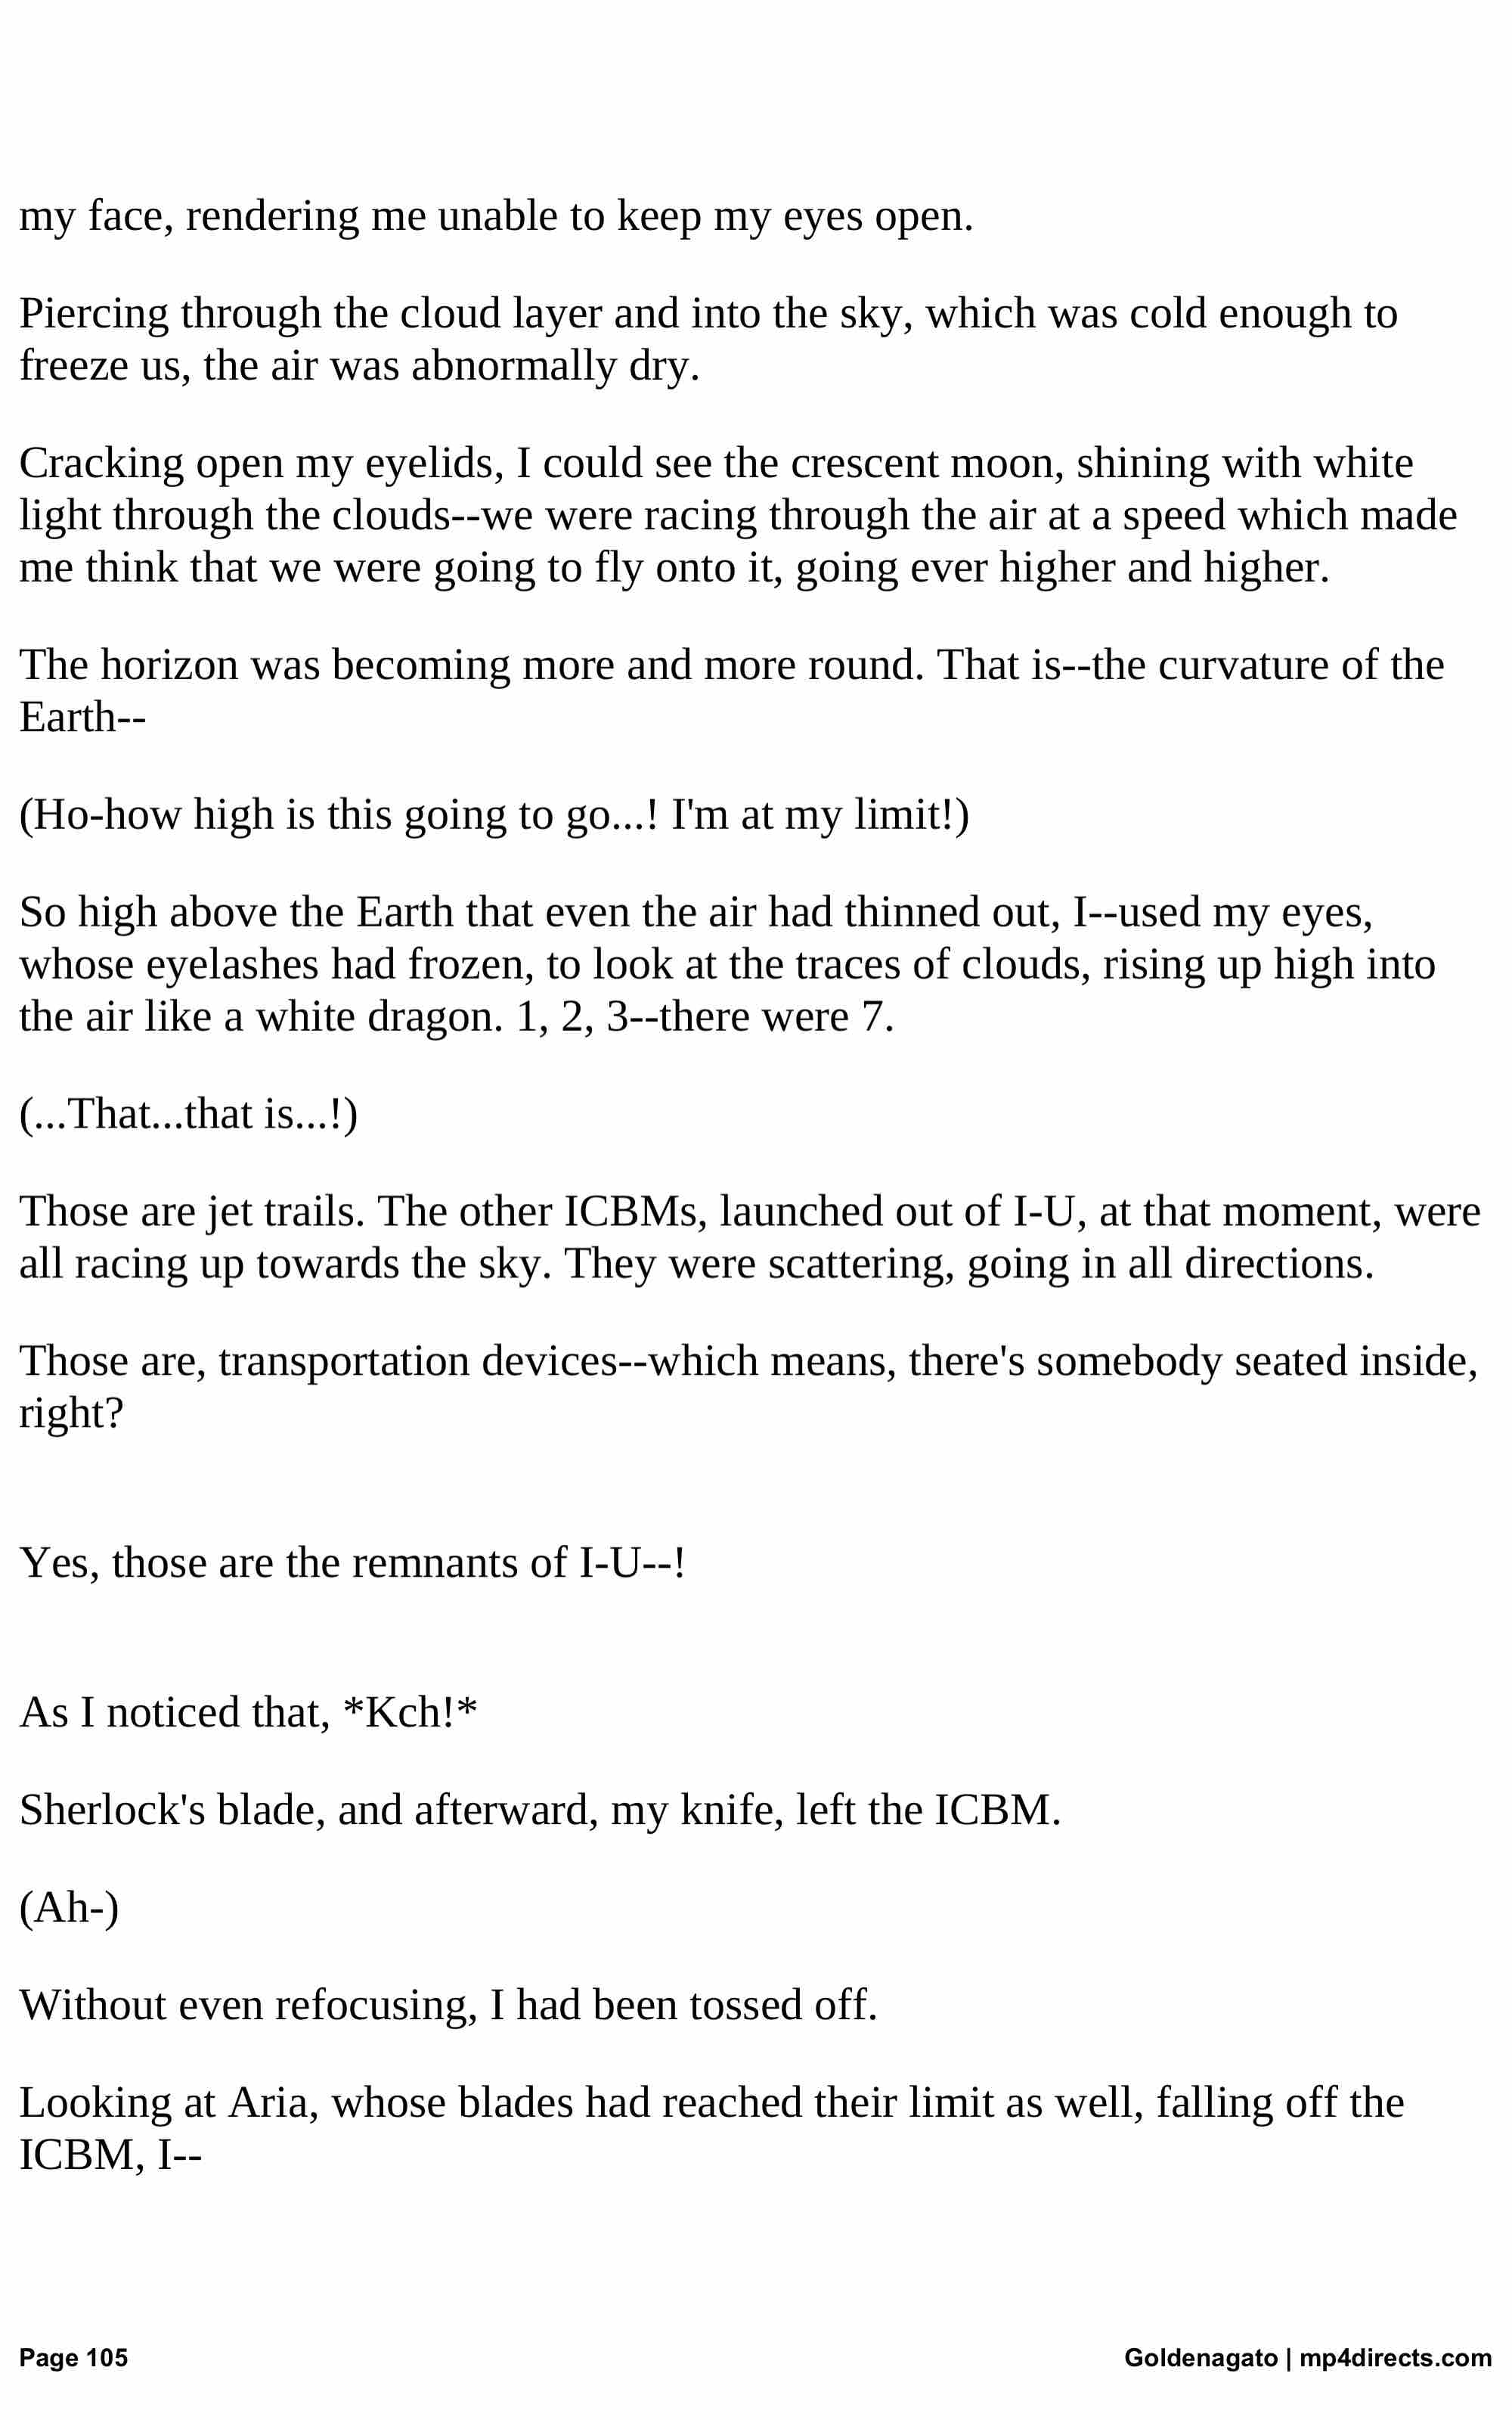 my face, rendering me unable to keep my eyes open.
Piercing through the cloud layer and into the sky, which was cold enough to
freeze us, the air was abnormally dry.
Cracking open my eyelids, I could see the crescent moon, shining with white
light through the clouds--we were racing through the air at a speed which made
me think that we were going to fly onto it, going ever higher and higher.
The horizon was becoming more and more round. That is--the curvature of the
Earth--
(Ho-how high is this going to go...! I'm at my limit!)
So high above the Earth that even the air had thinned out, I--used my eyes,
whose eyelashes had frozen, to look at the traces of clouds, rising up high into
the air like a white dragon. 1, 2, 3--there were 7.
(...That...that is...!)
Those are jet trails. The other ICBMs, launched out of I-U, at that moment, were
all racing up towards the sky. They were scattering, going in all directions.
Those are, transportation devices--which means, there's somebody seated inside,
right?
Yes, those are the remnants of I-U--!
As I noticed that, *Kch!*
Sherlock's blade, and afterward, my knife, left the ICBM.
(Ah-)
Without even refocusing, I had been tossed off.
Looking at Aria, whose blades had reached their limit as well, falling off the
ICBM, I--
Page 105
Goldenagato | mp4directs.com